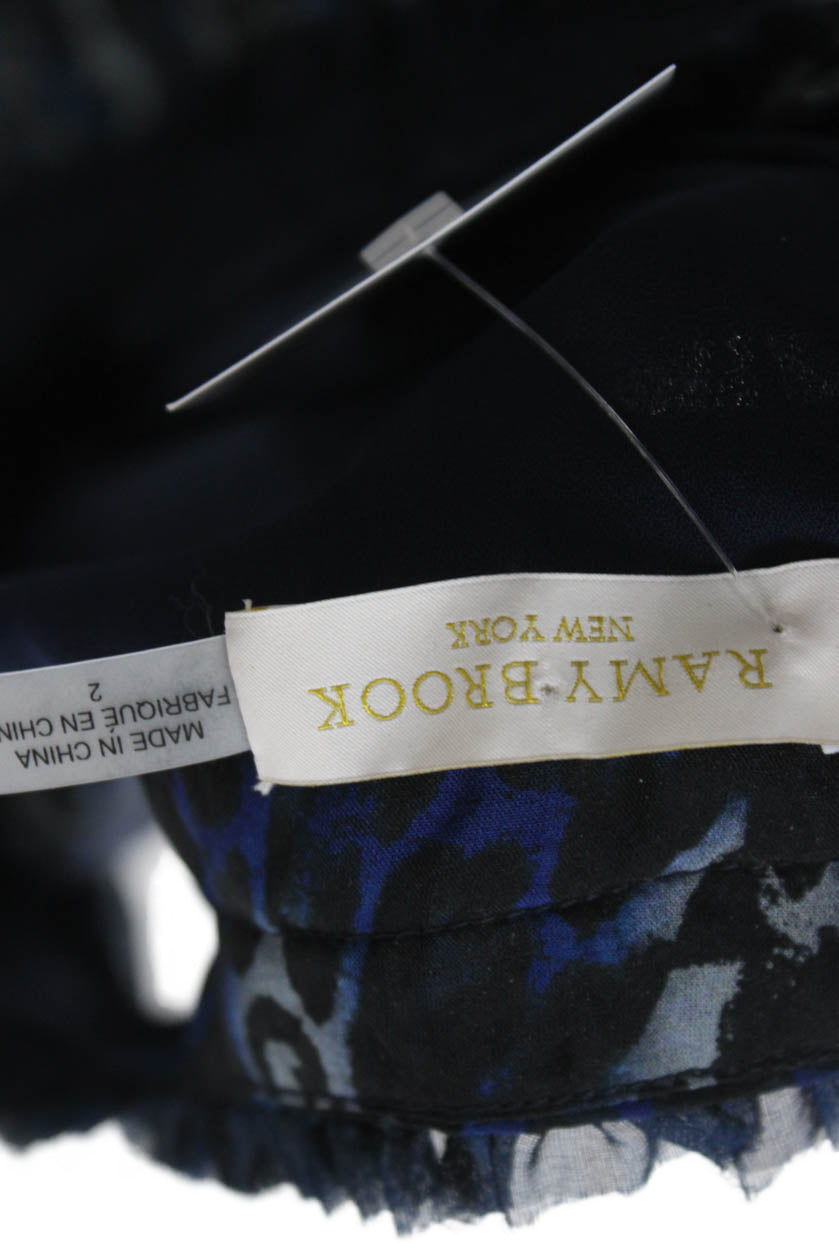 RAMY BROOK
NEW YORK
MADE IN CHINA
FABRIQUÉ EN CHIN
2